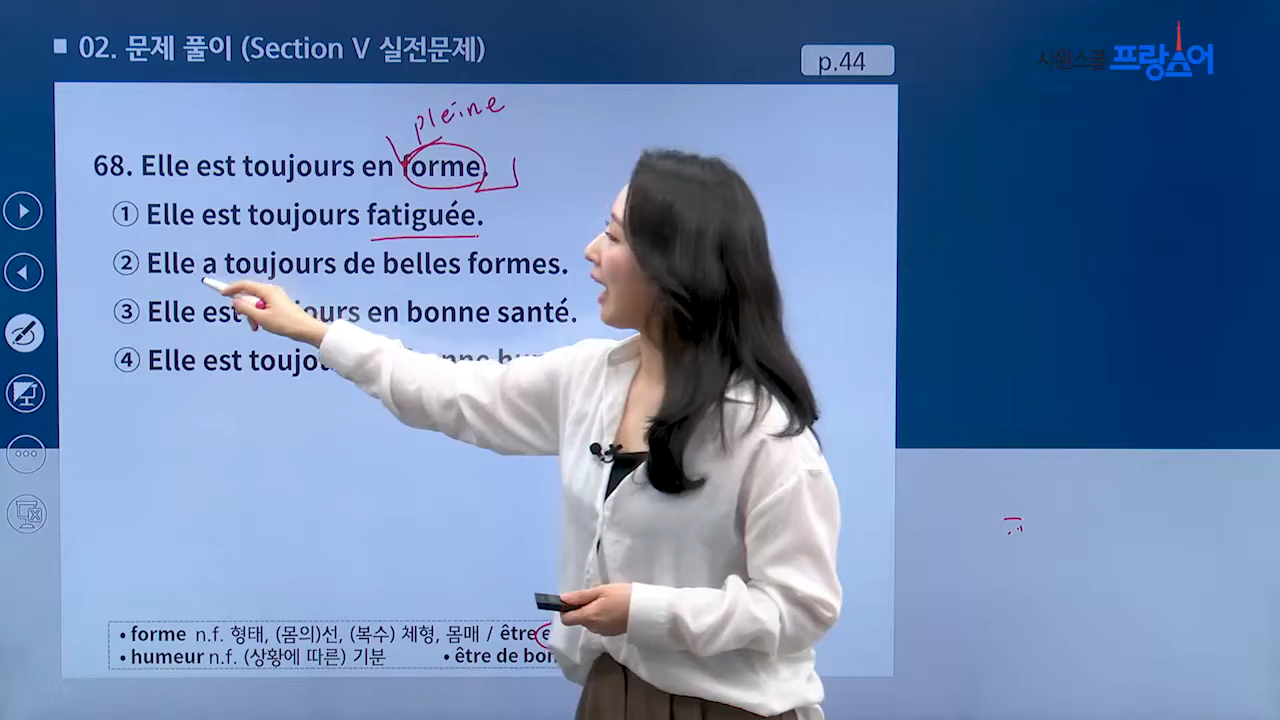 02. 문제 풀이 (Section V 실전문제)
p.44
시원스쿨 프랑스어
pleine
68. Elle est toujours en forme.
① Elle est toujours fatiguée.
② Elle a toujours de belles formes.
③ Elle est toujours en bonne santé.
④ Elle est
• forme n.f. 형태, (몸의)선, (복수) 체형, 몸매 / être
• humeur n.f. (상황에 따른) 기분 • être de